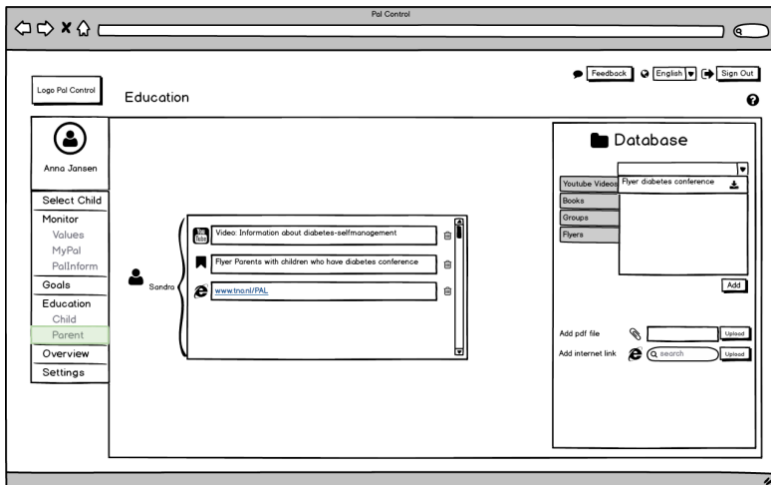 Pal Control
Feedback
English
Sign Out
Logo Pal Control
Education
Anna Jansen
Select Child
Monitor
Values
MyPal
PalInform
Goals
Education
Child
Parent
Overview
Settings
Sandra
You Tube
Video: Information about diabetes-selfmanagement
Flyer Parents with children who have diabetes conference
www.tno.nl/PAL
Database
Youtube Videos
Books
Groups
Flyers
Flyer diabetes conference
Add
Add pdf file
Upload
Add internet link
search
Upload